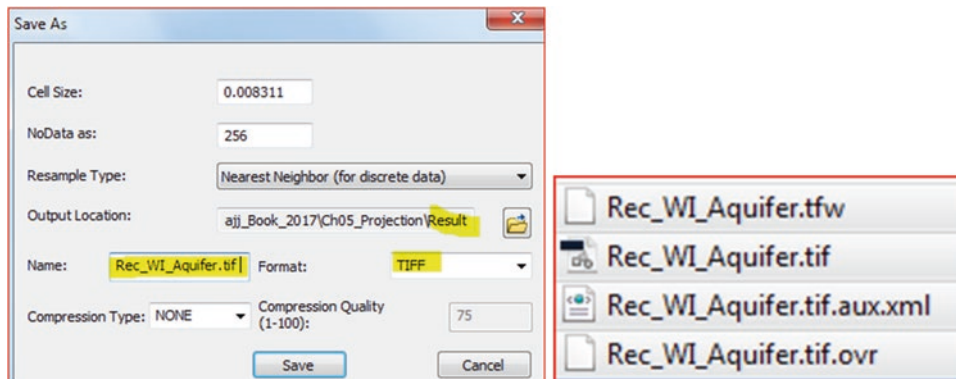 Save As
Cell Size: 0.008311
NoData as: 256
Resample Type: Nearest Neighbor (for discrete data)
Output Location: ajj_Book_2017\Ch05_Projection\Result
Name: Rec_WI_Aquifer.tif Format: TIFF
Compression Type: NONE Compression Quality (1-100): 75
Save Cancel
Rec_WI_Aquifer.tfw
Rec_WI_Aquifer.tif
Rec_WI_Aquifer.tif.aux.xml
Rec_WI_Aquifer.tif.ovr